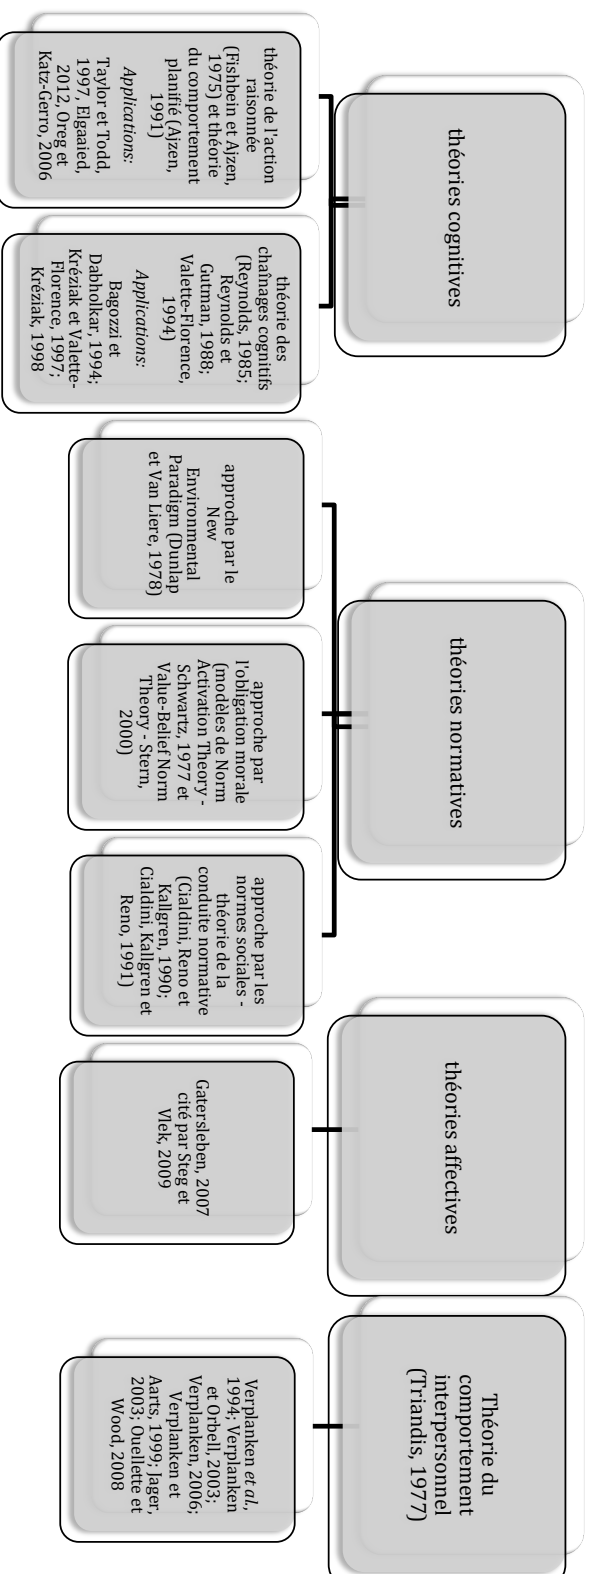 théories cognitives
théorie de l'action
raisonnée
(Fishbein et Ajzen,
1975) et théorie
du comportement
planifié (Ajzen,
1991)
Applications:
Taylor et Todd,
1997, Elgaaied,
2012, Oreg et
Katz-Gerro, 2006
théorie des
chaînages cognitifs
(Reynolds, 1985;
Reynolds et
Gutman, 1988;
Valette-Florence,
1994)
Applications:
Bagozzi et
Dabholkar, 1994;
Kréziak et Valette-
Florence, 1997;
Kréziak, 1998
théories normatives
approche par le
New
Environmental
Paradigm (Dunlap
et Van Liere, 1978)
approche par
l'obligation morale
(modèles de Norm
Activation Theory -
Schwartz, 1977 et
Value-Belief Norm
Theory - Stern,
2000)
approche par les
normes sociales -
théorie de la
conduite normative
(Cialdini, Reno et
Kallgren, 1990;
Cialdini, Kallgren et
Reno, 1991)
théories affectives
Gatersleben, 2007
cité par Steg et
Vlek, 2009
Théorie du
comportement
interpersonnel
(Triandis, 1977)
Verplanken et al.,
1994; Verplanken
et Orbell, 2003;
Verplanken, 2006;
Verplanken et
Aarts, 1999; Jager,
2003; Ouellette et
Wood, 2008